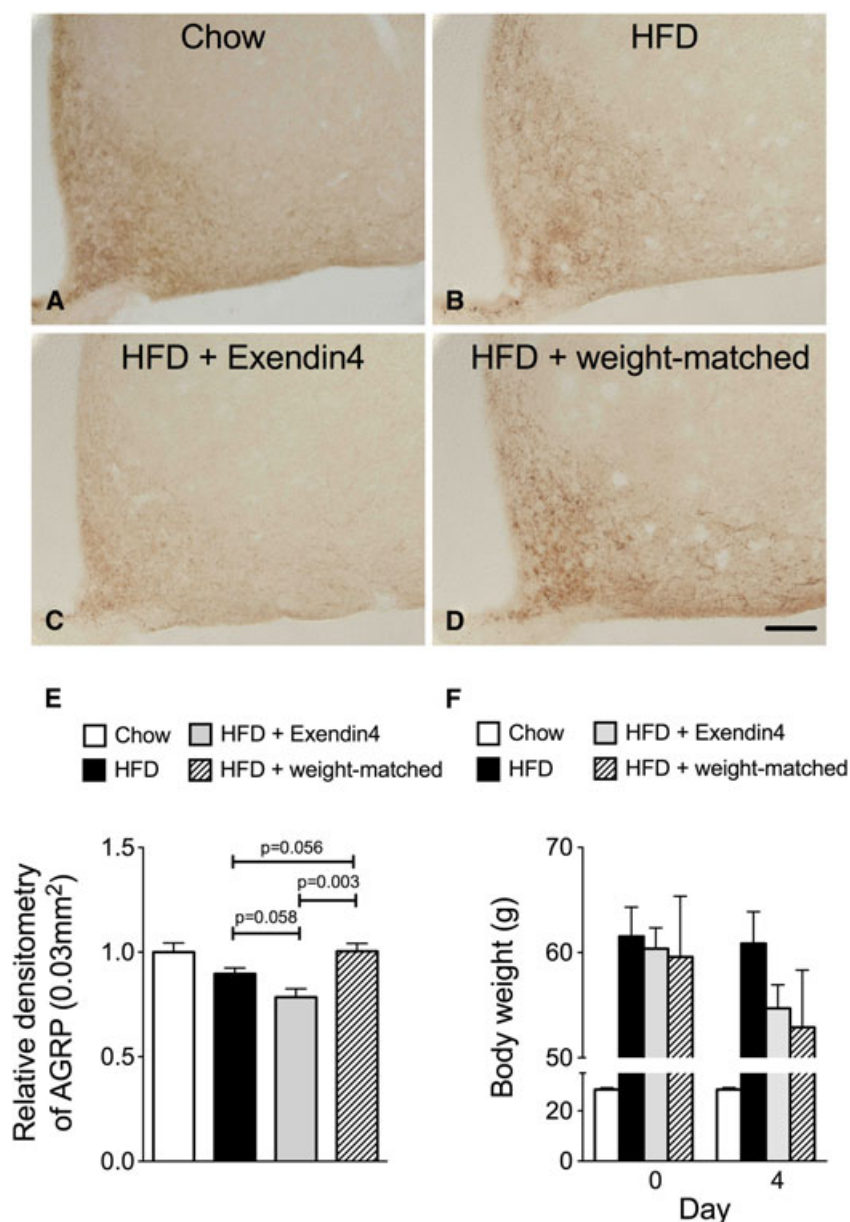 Chow
HFD
A
B
HFD + Exendin4
HFD + weight-matched
C
D
E
Chow
HFD + Exendin4
HFD
HFD + weight-matched
Relative densitometry
of AGRP (0.03mm²)
1.5
1.0
0.5
0.0
p=0.056
p=0.003
p=0.058
F
Chow
HFD + Exendin4
HFD
HFD + weight-matched
Body weight (g)
70
60
50
20
0
0
4
Day